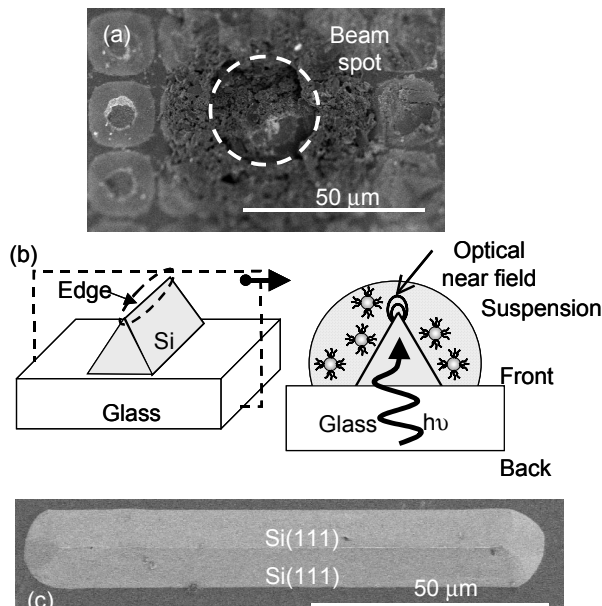 (a)
Beam
spot
50 μm
(b)
Edge
Si
Glass
Optical
near field
Suspension
Front
Glass
hυ
Back
Si(111)
Si(111)
50 μm
(c)